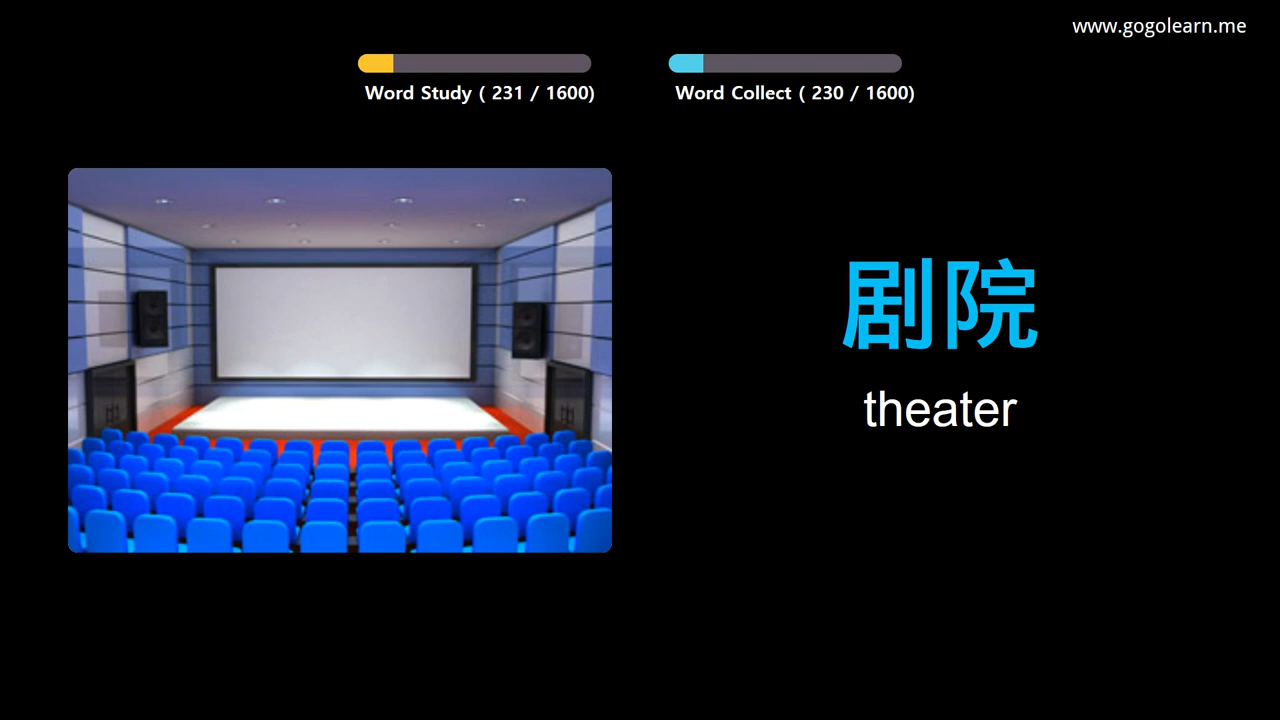 www.gogolearn.me
Word Study ( 231 / 1600)
Word Collect ( 230 / 1600)
剧院
theater